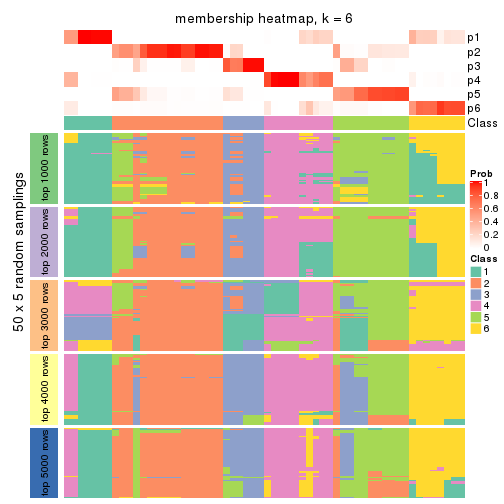 membership heatmap, k = 6
p1
p2
p3
p4
p5
p6
Class
50 x 5 random samplings
top 1000 rows
top 2000 rows
top 3000 rows
top 4000 rows
top 5000 rows
Prob
1
0.8
0.6
0.4
0.2
0
Class
1
2
3
4
5
6